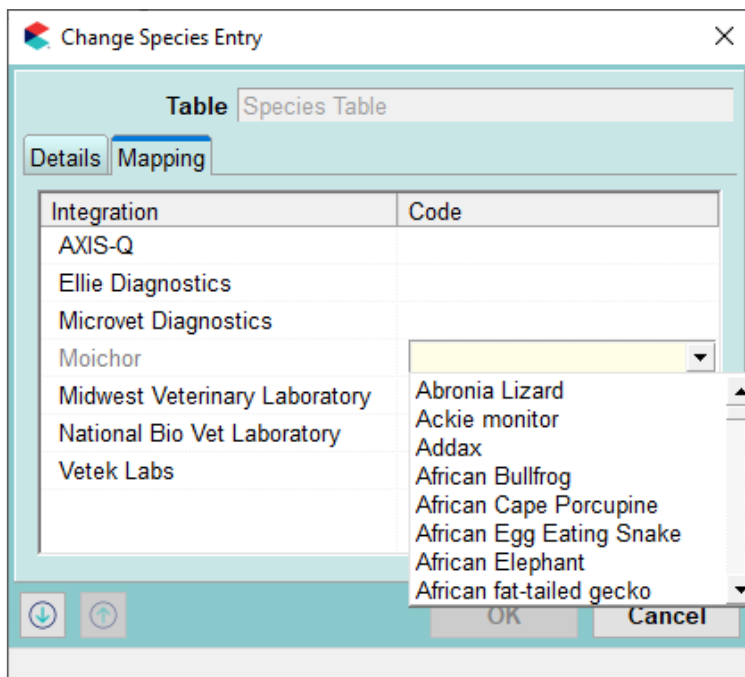 Change Species Entry
Table Species Table
Details Mapping
Integration Code
AXIS-Q
Ellie Diagnostics
Microvet Diagnostics
Moichor
Midwest Veterinary Laboratory
National Bio Vet Laboratory
Vetek Labs
Abronia Lizard
Ackie monitor
Addax
African Bullfrog
African Cape Porcupine
African Egg Eating Snake
African Elephant
African fat-tailed gecko
OK Cancel